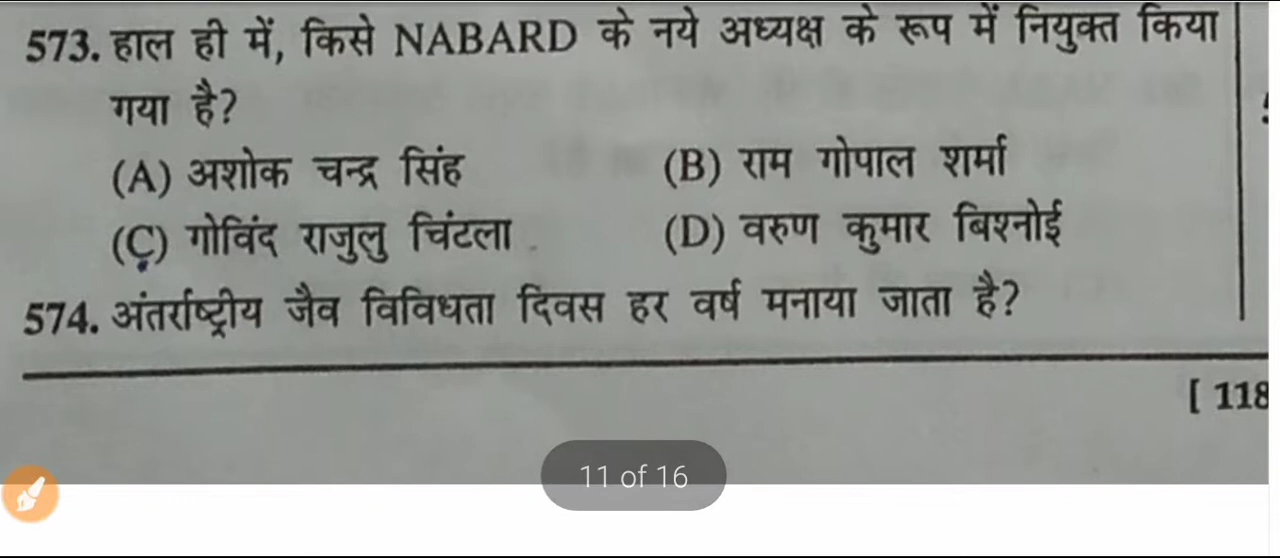 573. हाल ही में, किसे NABARD के नये अध्यक्ष के रूप में नियुक्त किया
गया है?
(A) अशोक चन्द्र सिंह (B) राम गोपाल शर्मा
(C) गोविंद राजुलु चिंटला (D) वरुण कुमार बिश्नोई
574. अंतर्राष्ट्रीय जैव विविधता दिवस हर वर्ष मनाया जाता है?
[ 118
11 of 16